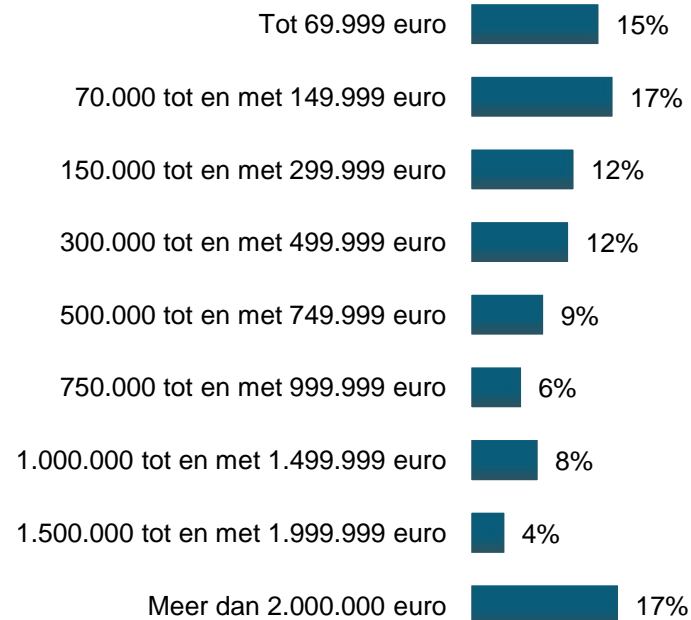 Tot 69.999 euro 15%
70.000 tot en met 149.999 euro 17%
150.000 tot en met 299.999 euro 12%
300.000 tot en met 499.999 euro 12%
500.000 tot en met 749.999 euro 9%
750.000 tot en met 999.999 euro 6%
1.000.000 tot en met 1.499.999 euro 8%
1.500.000 tot en met 1.999.999 euro 4%
Meer dan 2.000.000 euro 17%